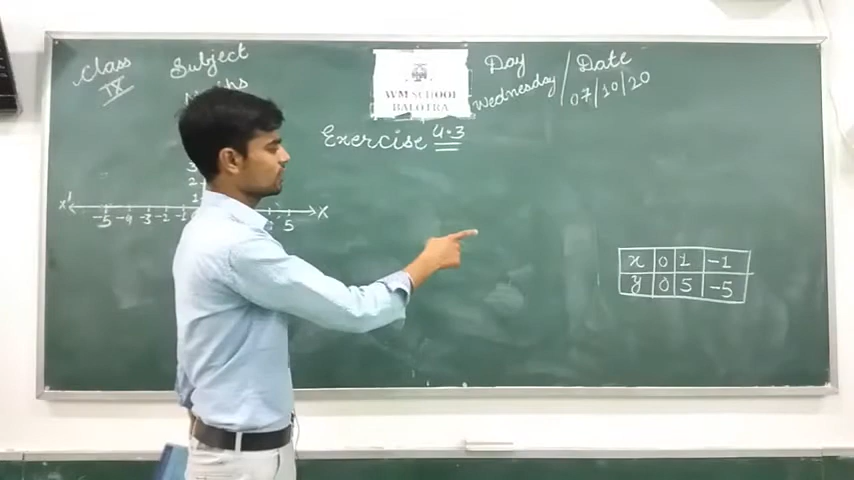 Class
IX
Subject
Maths
WM SCHOOL
BALOTRA
Day
Wednesday
Date
07/10/20
Exercise 4.3
3
2
1
X' -5 -4 -3 -2 -1 5 X
x 0 1 -1
y 0 5 -5